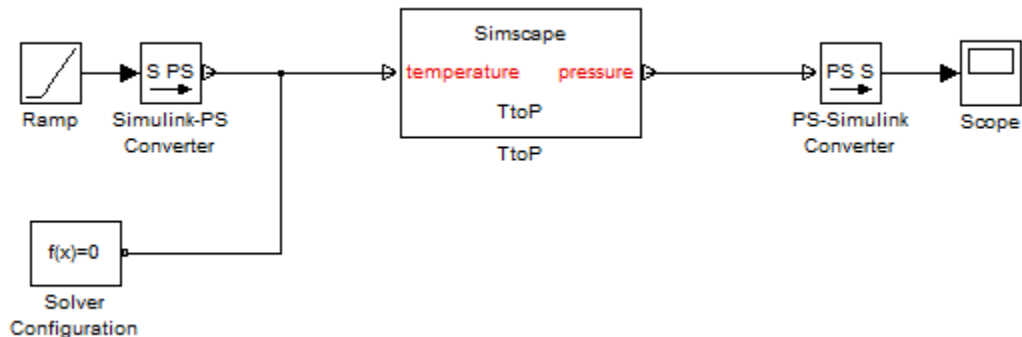 Simscape
S PS
temperature
pressure
PS S
Ramp
Simulink-PS
Converter
TtoP
PS-Simulink
Converter
Scope
TtoP
f(x)=0
Solver
Configuration